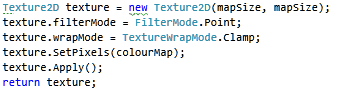 Texture2D texture = new Texture2D(mapSize, mapSize);
texture.filterMode = FilterMode.Point;
texture.wrapMode = TextureWrapMode.Clamp;
texture.SetPixels(colourMap);
texture.Apply();
return texture;